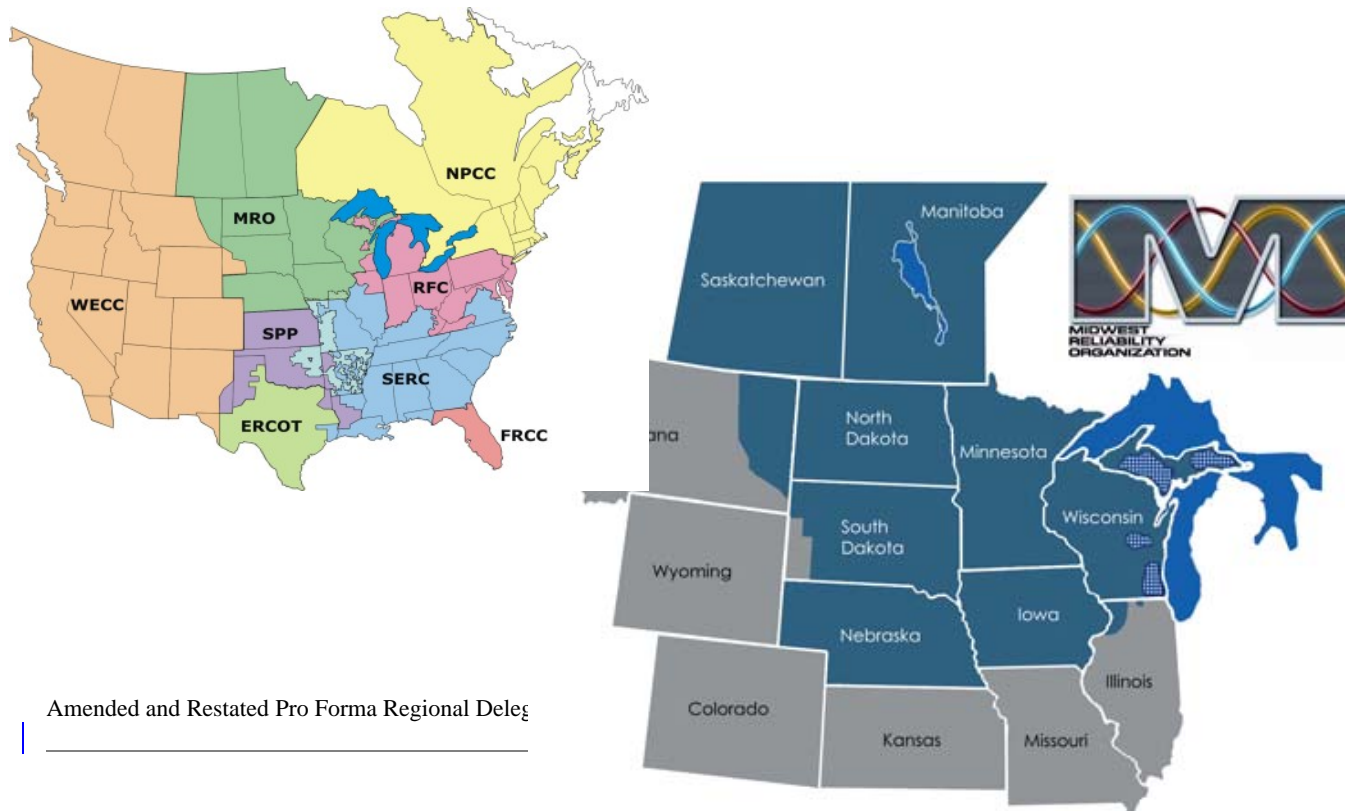 NPCC
MRO
WECC
RFC
SPP
SERC
ERCOT
FRCC
Manitoba
Saskatchewan
MIDWEST
RELIABILITY
ORGANIZATION
ana
North
Dakota
Minnesota
South
Dakota
Wisconsin
Wyoming
Iowa
Nebraska
Illinois
Colorado
Kansas
Missouri
Amended and Restated Pro Forma Regional Deleg